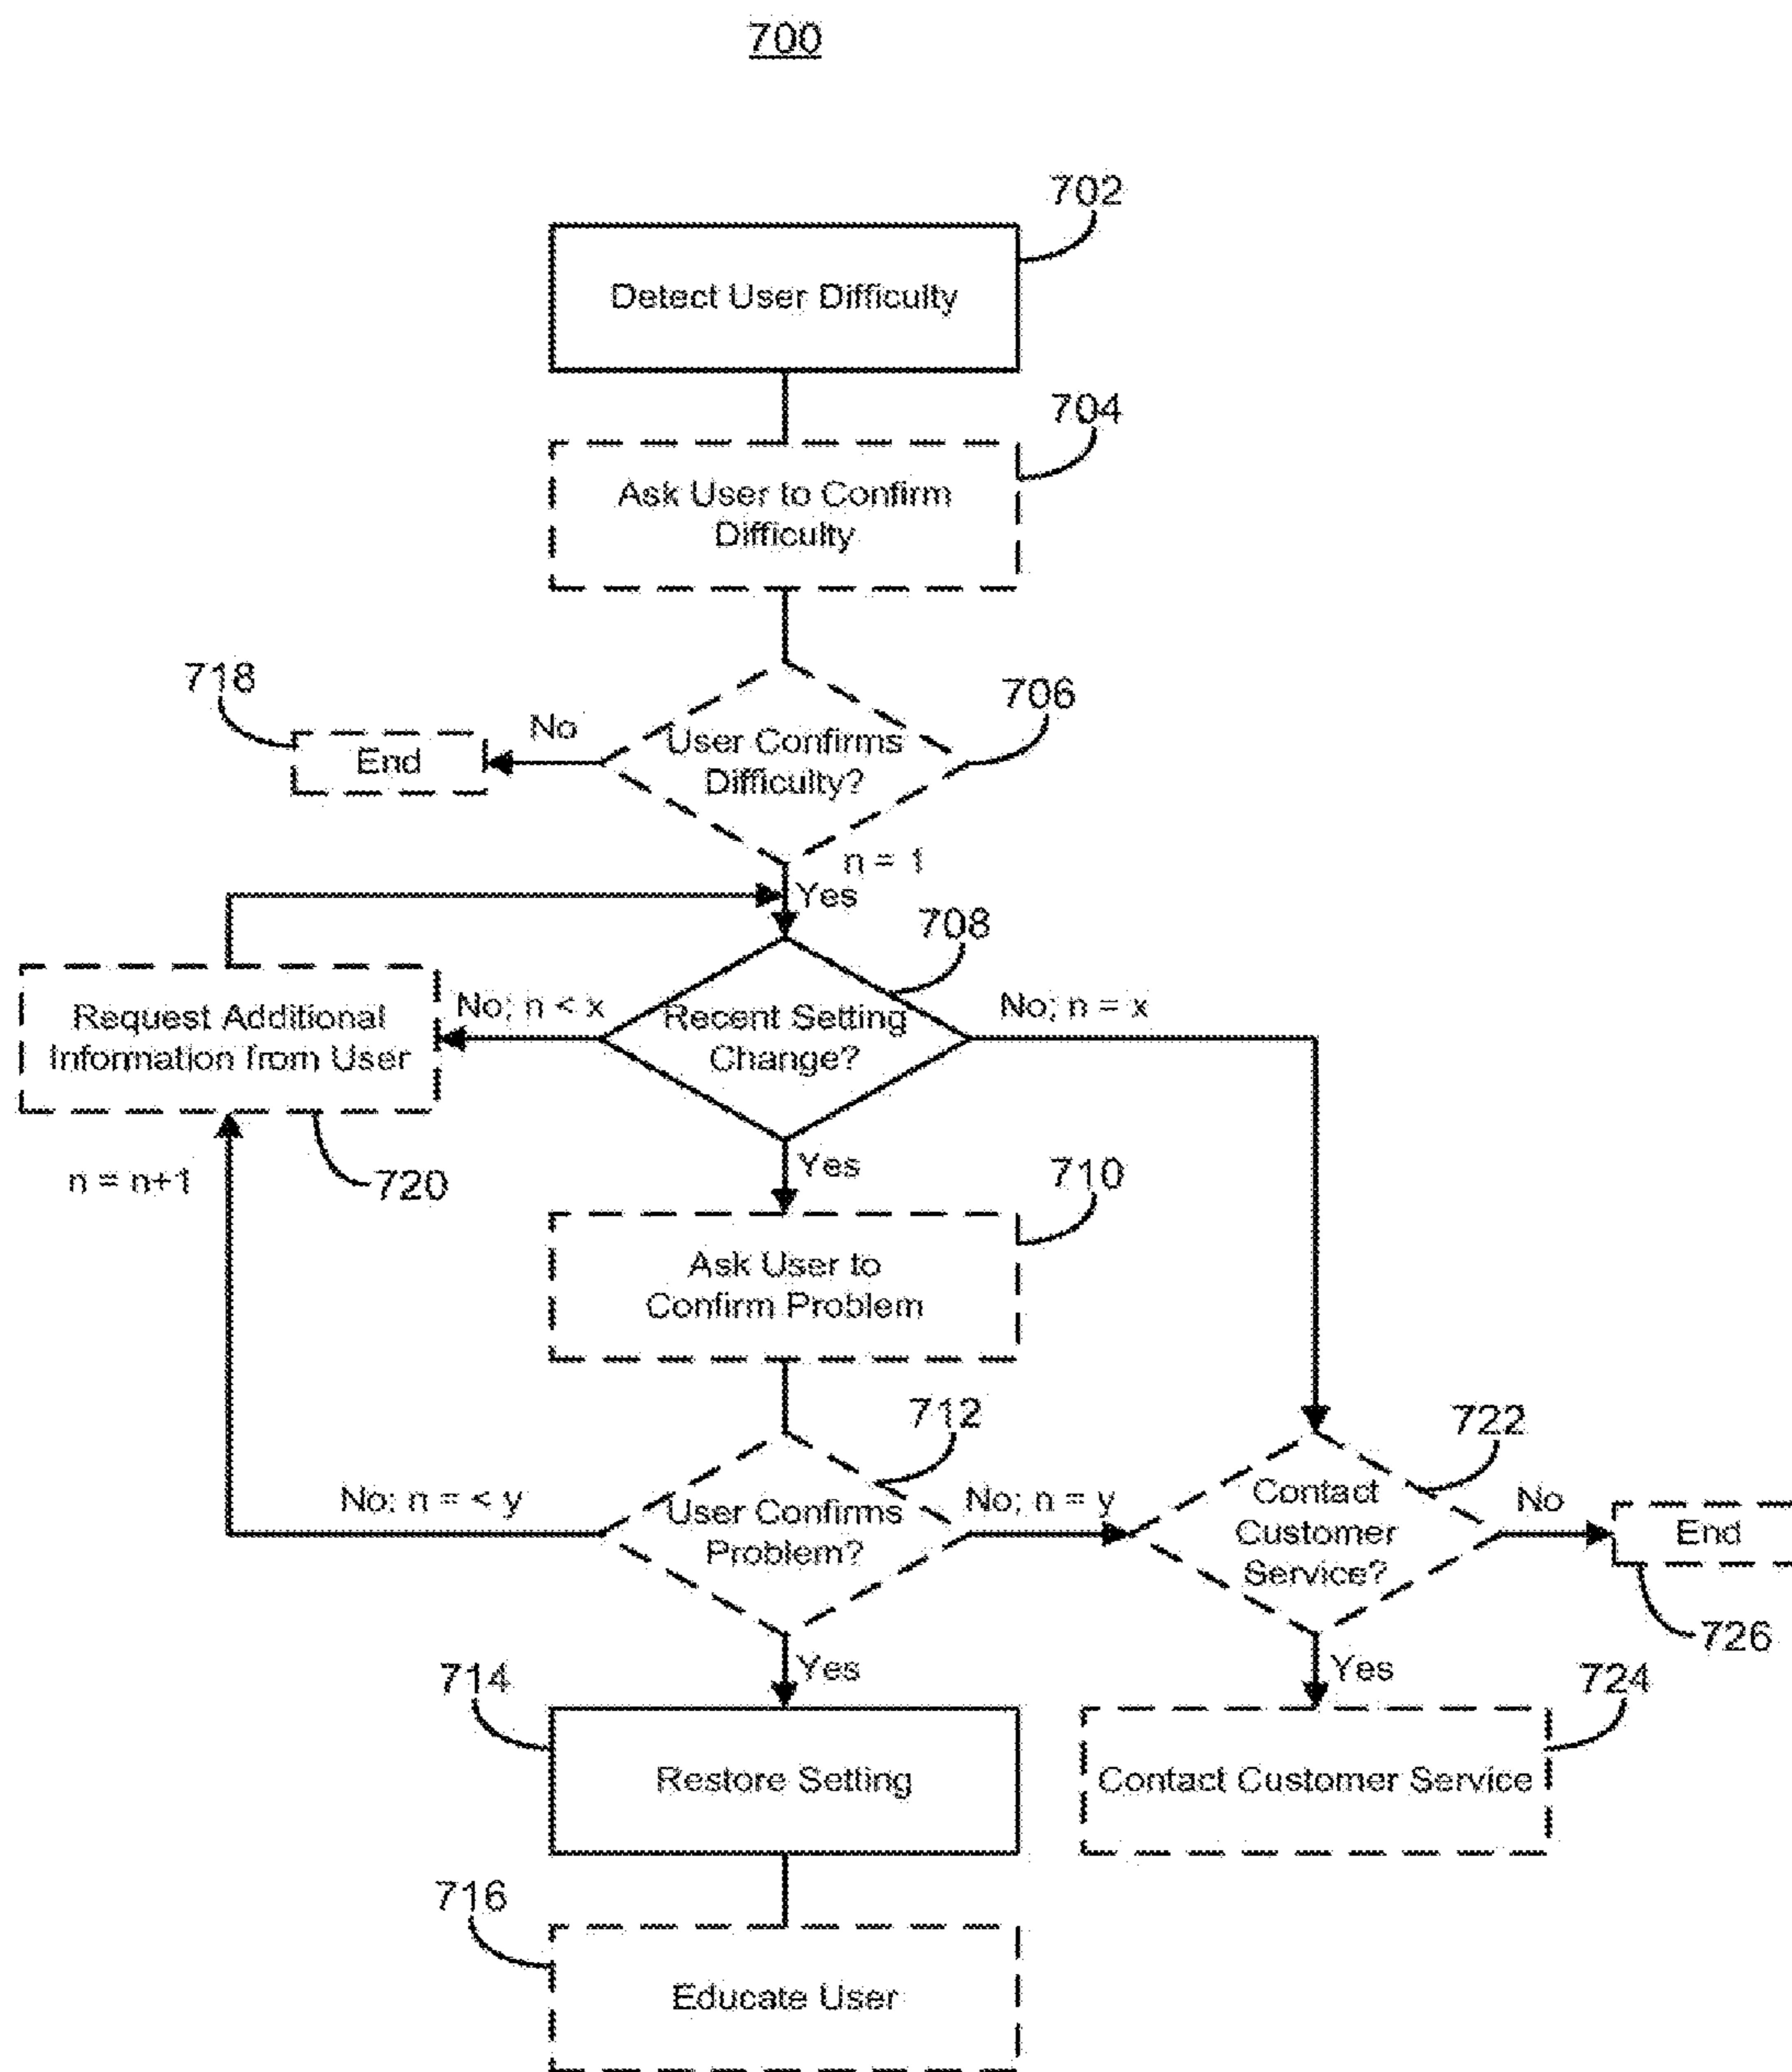 700
702
Detect User Difficulty
704
Ask User to Confirm
Difficulty
718
706
No
End
User Confirms
Difficulty?
n = 1
Yes
708
Request Additional
Information from User
No; n < x
Recent Setting
Change?
No; n = x
n = n+1
720
Yes
710
Ask User to
Confirm Problem
712
722
No; n = < y
User Confirms
Problem?
No; n = y
Contact
Customer
Service?
No
End
726
714
Yes
Yes
724
Restore Setting
Contact Customer Service
716
Educate User